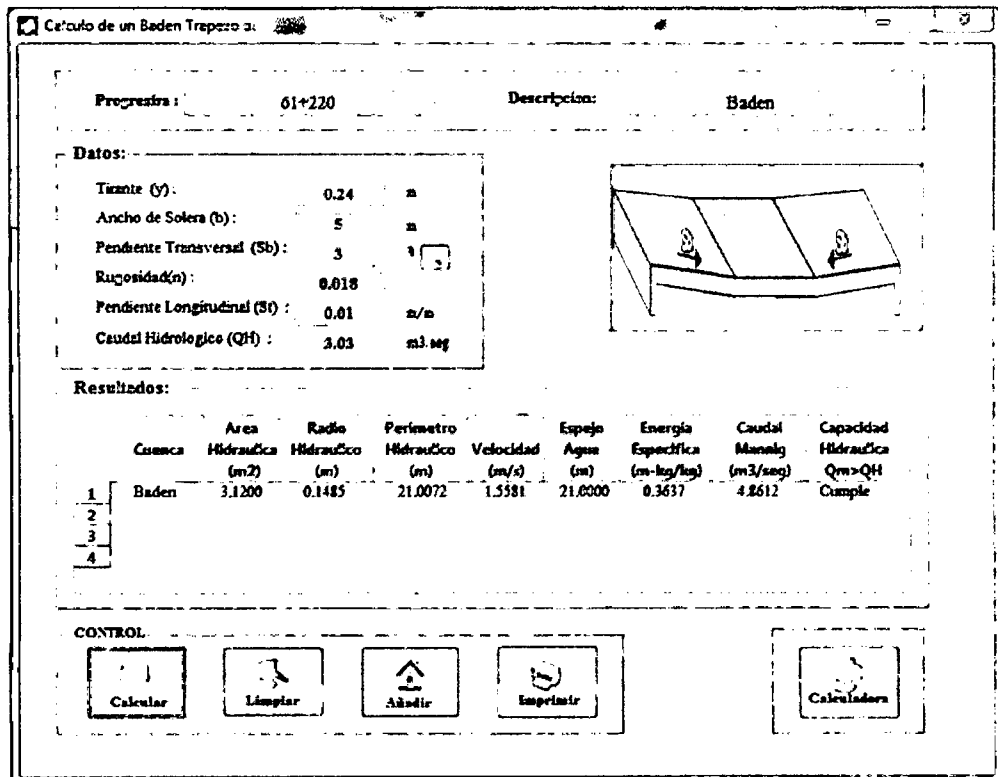 Calculo de un Baden Trapezoidal
Progresiva : 61+220 Descripcion: Baden
Datos:
Tirante (y) : 0.24 m
Ancho de Solera (b) : 5 m
Pendiente Transversal (Sb) : 3
Rugosidad(n) : 0.018
Pendiente Longitudinal (St) : 0.01 m/m
Caudal Hidrologico (QH) : 3.03 m3.seg
Resultados:
Cuenca Area Hidraulica (m2) Radio Hidraulico (m) Perimetro Hidraulico (m) Velocidad (m/s) Espejo Agua (m) Energia Especifica (m-kg/kg) Caudal Mannig (m3/seg) Capacidad Hidraulica Qm>QH
1 Baden 3.1200 0.1485 21.0072 1.5581 21.0000 0.3637 4.8612 Cumple
2
3
4
CONTROL
Calcular Limpiar Añadir Imprimir Calculadora